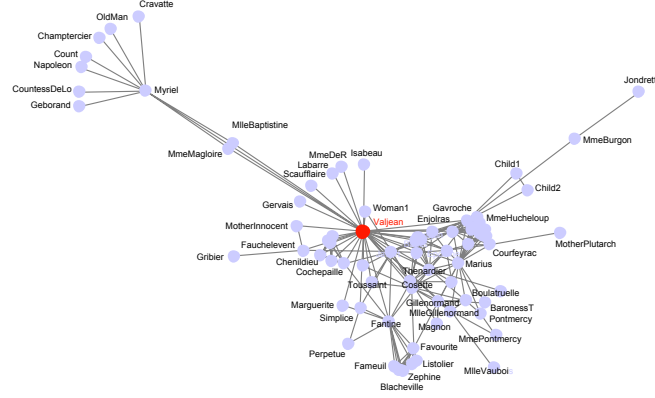 Cravatte
OldMan
Champtercier
Count
Napoleon
Myriel
CountessDeLo
Geborand
Jondrett
MlleBaptistine
MmeBurgon
MmeMagloire
MmeDeR
Isabeau
Labarre
Scaufflaire
Child1
Child2
Gervais
Woman1
Gavroche
MmeHucheloup
MotherInnocent
Valjean
Enjolras
MotherPlutarch
Fauchelevent
Courfeyrac
Gribier
Chenildieu
Cochepaille
Thenardier
Marius
Toussaint
Cosette
Boulatruelle
Marguerite
Gillenormand
BaronessT
Simplice
MlleGillenormand
Pontmercy
Fantine
Magnon
MmePontmercy
Perpetue
Favourite
Fameuil
Listolier
Zephine
MlleVaubois
Blacheville